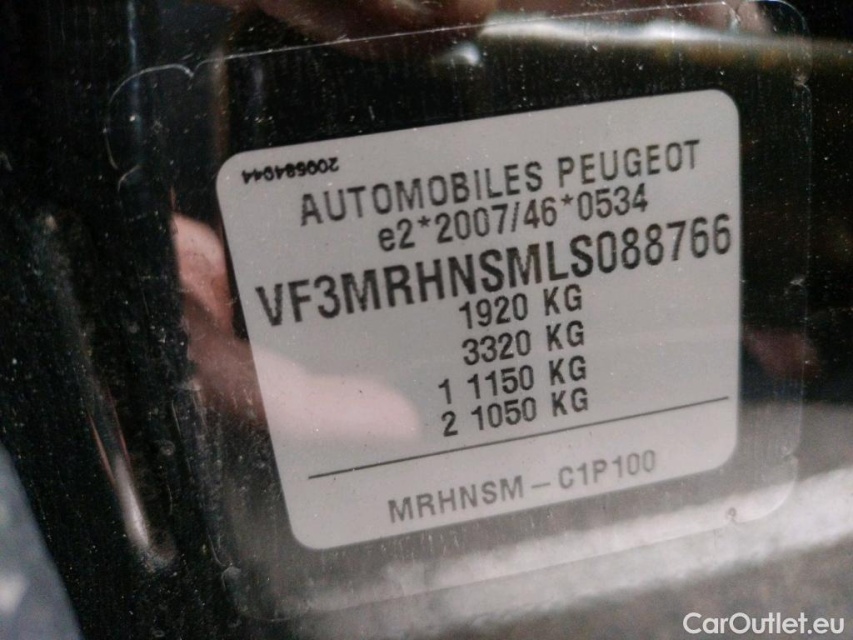 200584044
AUTOMOBILES PEUGEOT
e2*2007/46*0534
VF3MRHNSMLS088766
1920 KG
3320 KG
1 1150 KG
2 1050 KG
MRHNSM-C1P100
CarOutlet.eu